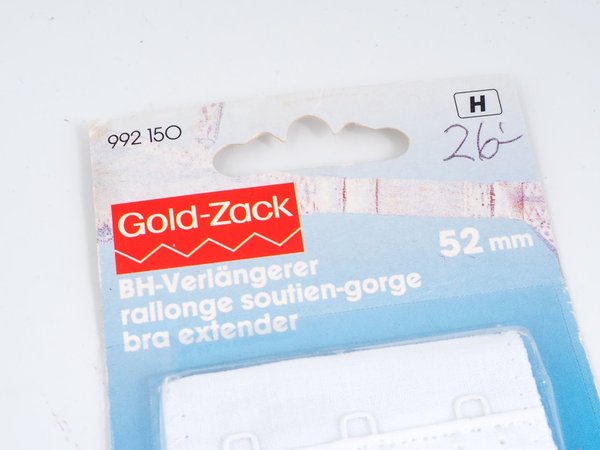 H
992 150
26.-
Gold-Zack
52 mm
BH-Verlängerer
rallonge soutien-gorge
bra extender